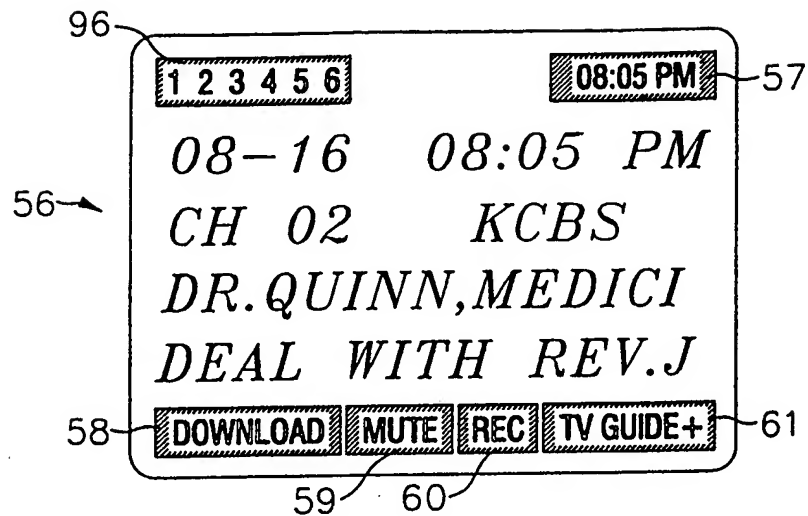 96
1 2 3 4 5 6 08:05 PM 57
08-16 08:05 PM
56 CH 02 KCBS
DR.QUINN,MEDICI
DEAL WITH REV.J
58 DOWNLOAD MUTE REC TV GUIDE+ 61
59 60